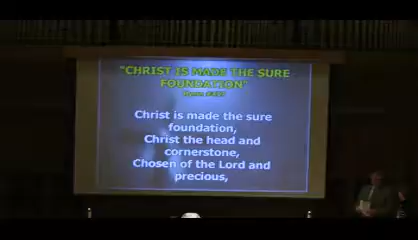 "CHRIST IS MADE THE SURE
FOUNDATION"
Christ is made the sure
foundation,
Christ the head and
cornerstone,
Chosen of the Lord and
precious,